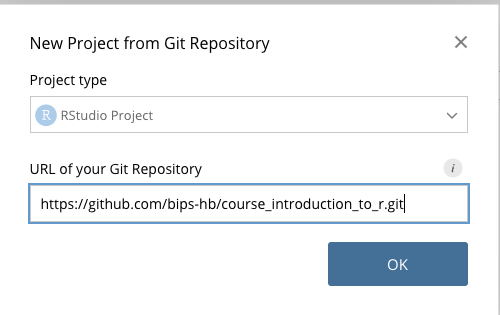 New Project from Git Repository
Project type
R RStudio Project
URL of your Git Repository
i
https://github.com/bips-hb/course_introduction_to_r.git
OK